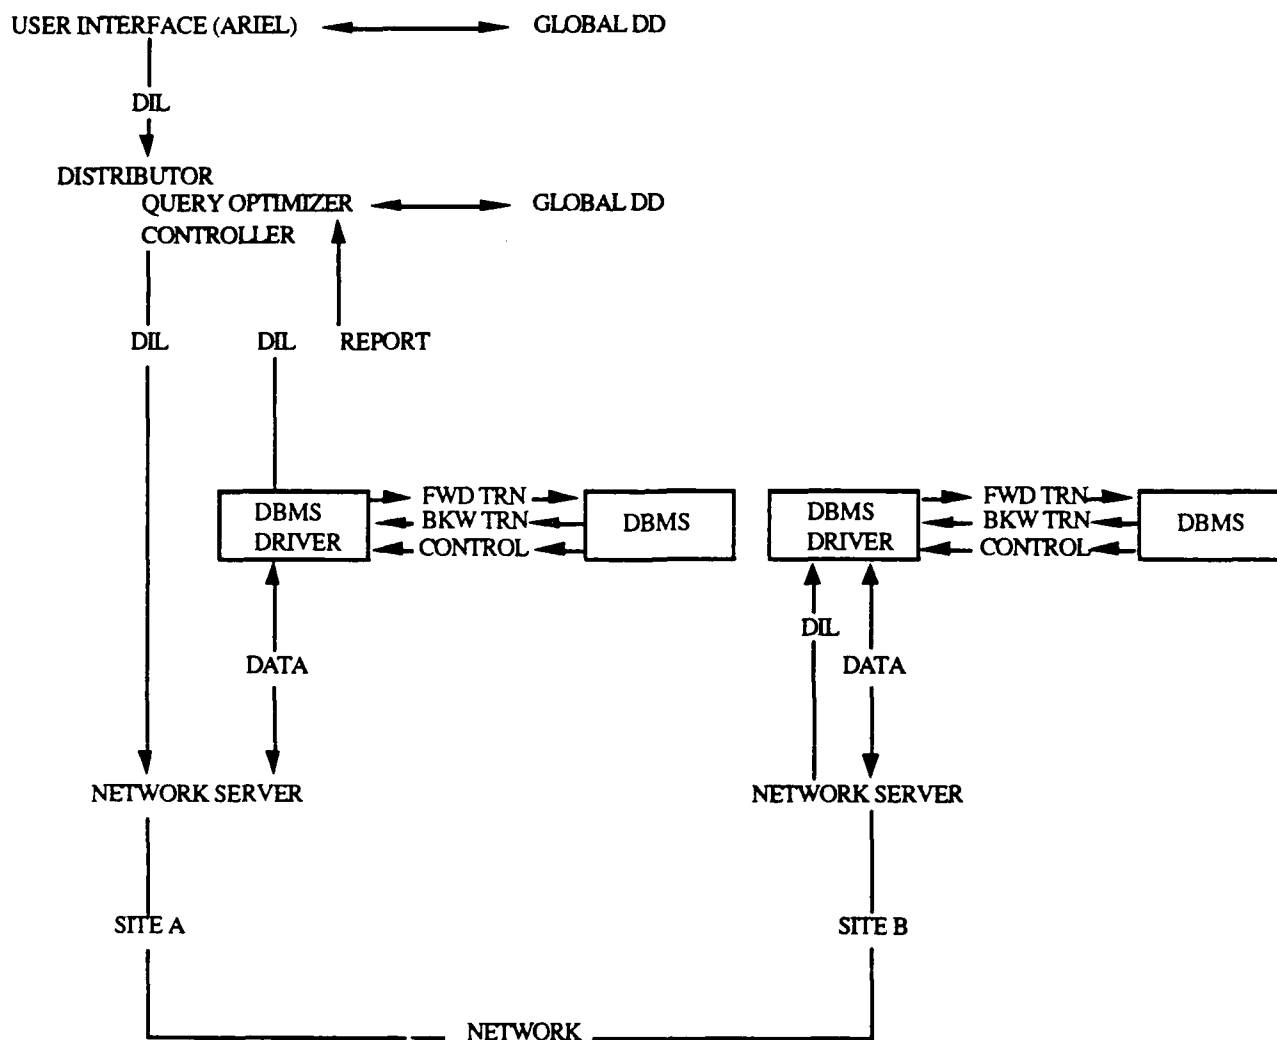 USER INTERFACE (ARIEL) GLOBAL DD
DIL
DISTRIBUTOR
QUERY OPTIMIZER GLOBAL DD
CONTROLLER
DIL DIL REPORT
DBMS
DRIVER
FWD TRN
BKW TRN
CONTROL
DBMS
DBMS
DRIVER
FWD TRN
BKW TRN
CONTROL
DBMS
DIL
DATA
DATA
NETWORK SERVER
NETWORK SERVER
SITE A
SITE B
NETWORK